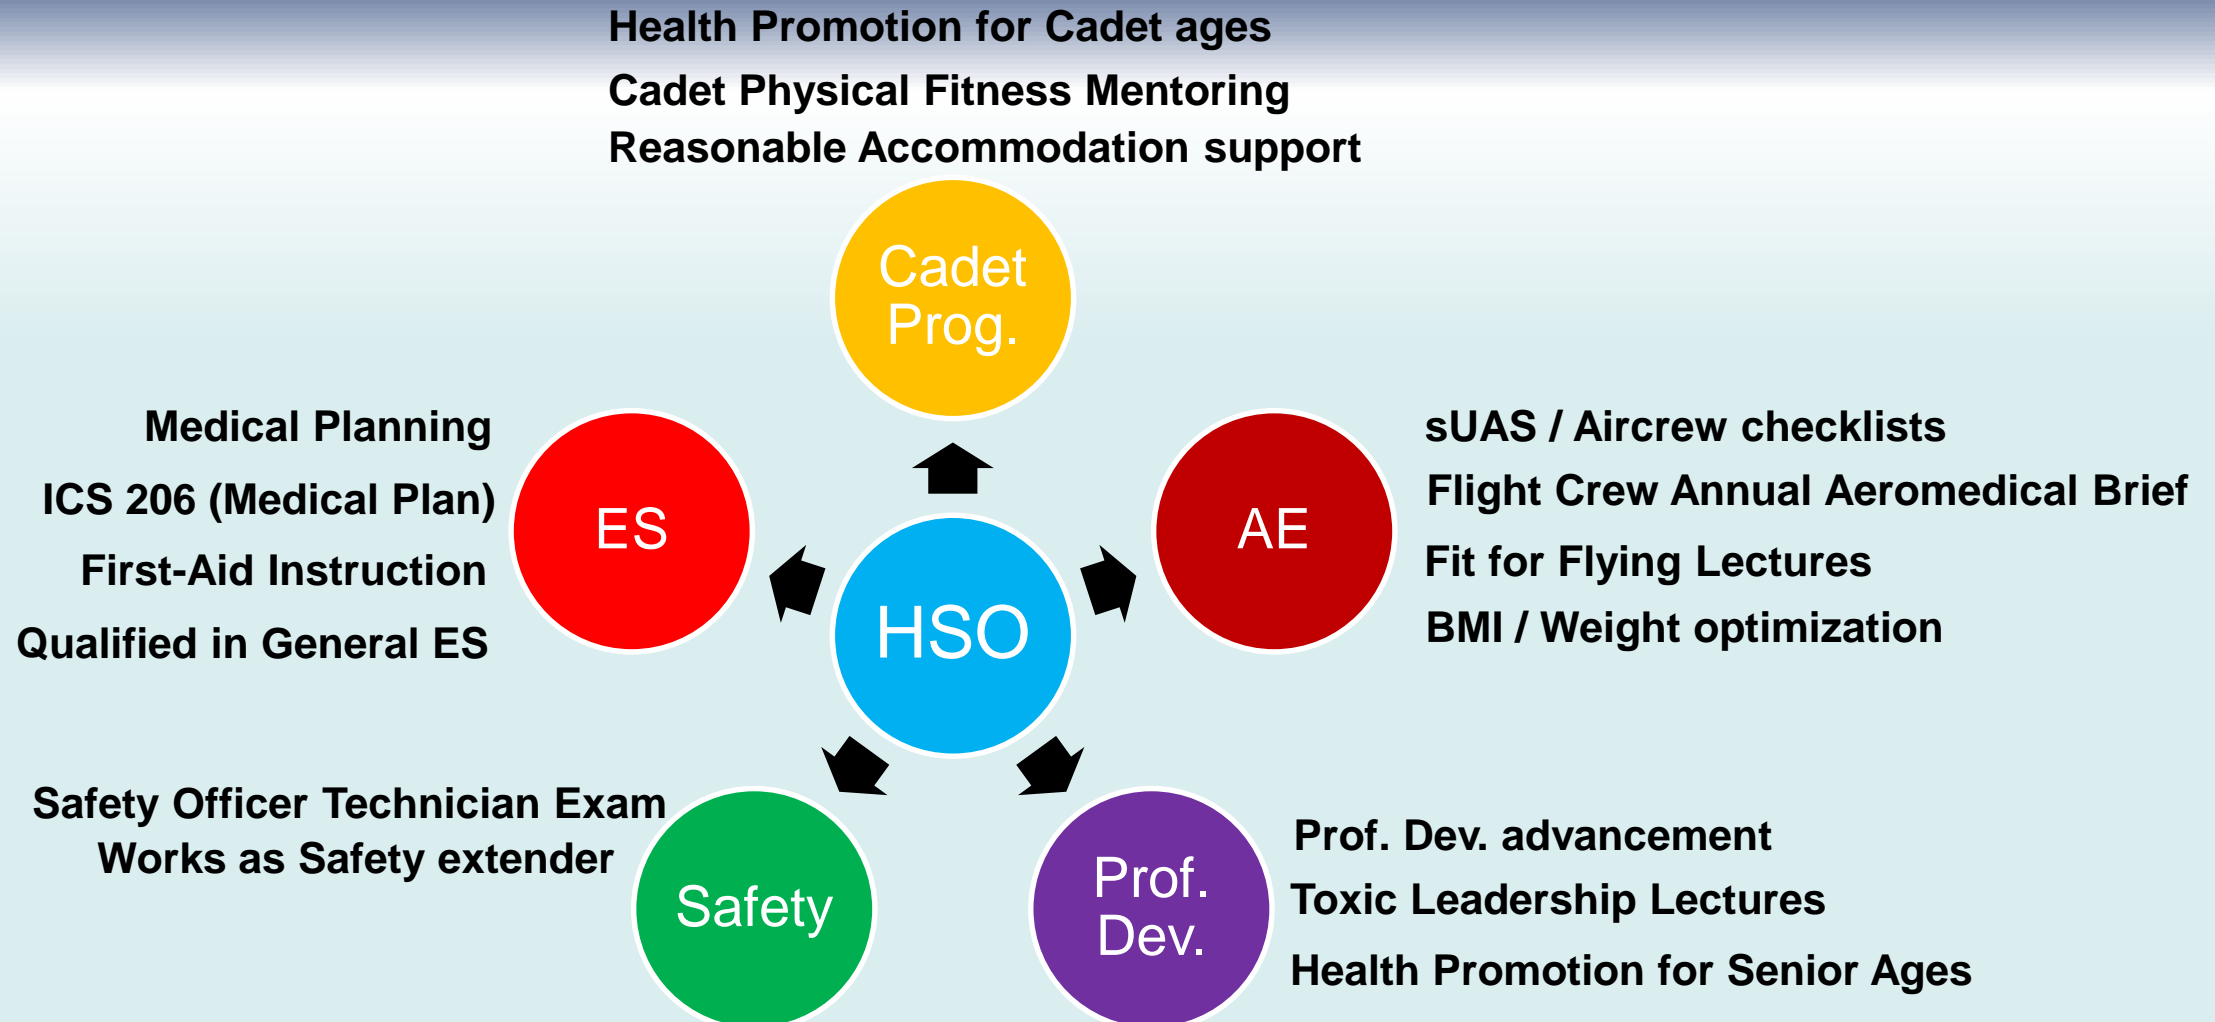 Health Promotion for Cadet ages
Cadet Physical Fitness Mentoring
Reasonable Accommodation support
Cadet
Prog.
Medical Planning
ICS 206 (Medical Plan)
First-Aid Instruction
Qualified in General ES
ES
HSO
AE
sUAS / Aircrew checklists
Flight Crew Annual Aeromedical Brief
Fit for Flying Lectures
BMI / Weight optimization
Safety Officer Technician Exam
Works as Safety extender
Safety
Prof.
Dev.
Prof. Dev. advancement
Toxic Leadership Lectures
Health Promotion for Senior Ages